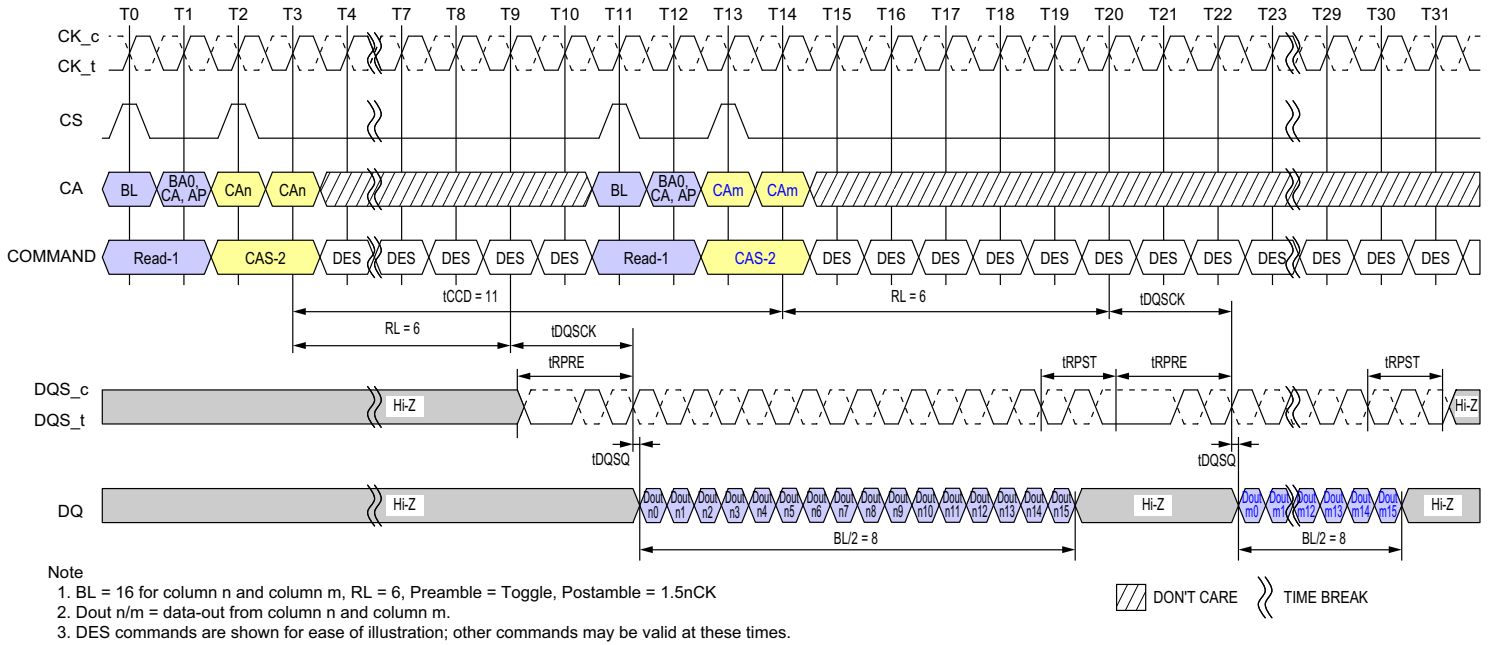 T0 T1 T2 T3 T4 T7 T8 T9 T10 T11 T12 T13 T14 T15 T16 T17 T18 T19 T20 T21 T22 T23 T29 T30 T31
CK_c
CK_t
CS
CA BL BA0, CA, AP CAn CAn BL BA0, CA, AP CAm CAm
COMMAND Read-1 CAS-2 DES DES DES DES DES Read-1 CAS-2 DES DES DES DES DES DES DES DES DES DES DES DES
tCCD = 11 RL = 6 tDQSCK
RL = 6 tDQSCK
tRPRE tRPST tRPRE tRPST
DQS_c
DQS_t
Hi-Z Hi-Z
tDQSQ tDQSQ
DQ Hi-Z Dout n0 Dout n1 Dout n2 Dout n3 Dout n4 Dout n5 Dout n6 Dout n7 Dout n8 Dout n9 Dout n10 Dout n11 Dout n12 Dout n13 Dout n14 Dout n15 Hi-Z Dout m0 Dout m1 Dout m12 Dout m13 Dout m14 Dout m15 Hi-Z
BL/2 = 8 BL/2 = 8
Note
1. BL = 16 for column n and column m, RL = 6, Preamble = Toggle, Postamble = 1.5nCK
2. Dout n/m = data-out from column n and column m.
3. DES commands are shown for ease of illustration; other commands may be valid at these times.
DON'T CARE TIME BREAK